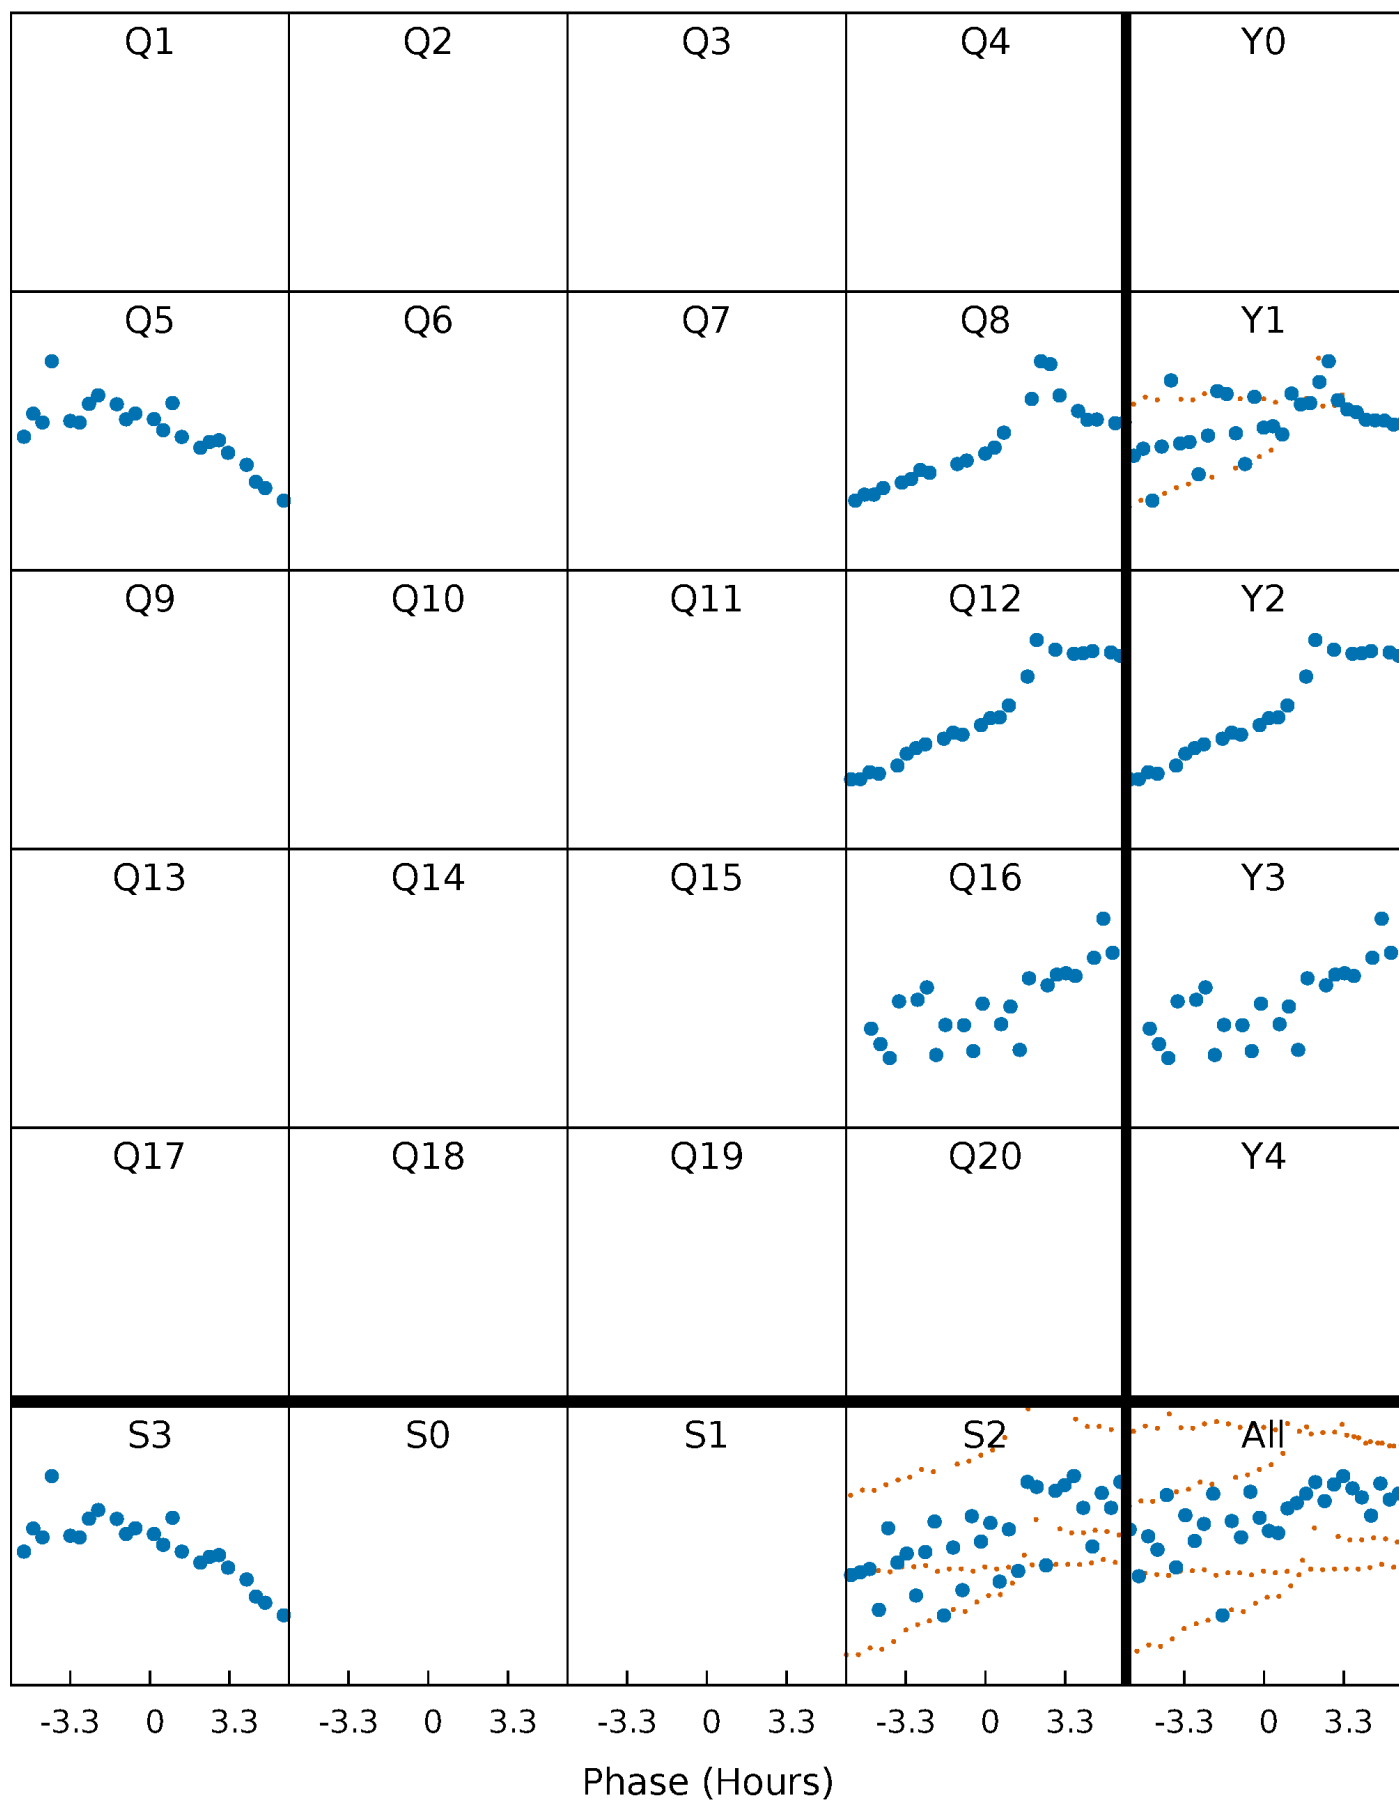 Q1 Q2 Q3 Q4 Y0
Q5 Q6 Q7 Q8 Y1
Q9 Q10 Q11 Q12 Y2
Q13 Q14 Q15 Q16 Y3
Q17 Q18 Q19 Q20 Y4
S3 S0 S1 S2 All
-3.3 0 3.3 -3.3 0 3.3 -3.3 0 3.3 -3.3 0 3.3 -3.3 0 3.3
Phase (Hours)